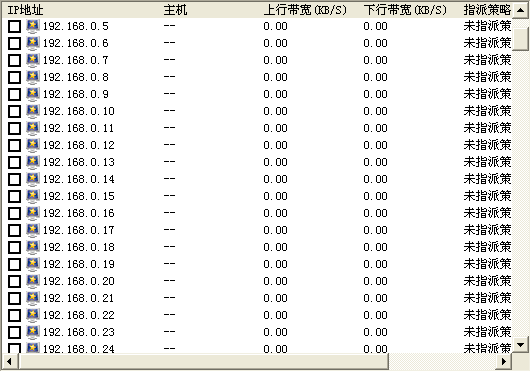 IP地址 主机 上行带宽(KB/S) 下行带宽(KB/S) 指派策略
192.168.0.5 -- 0.00 0.00 未指派策
192.168.0.6 -- 0.00 0.00 未指派策
192.168.0.7 -- 0.00 0.00 未指派策
192.168.0.8 -- 0.00 0.00 未指派策
192.168.0.9 -- 0.00 0.00 未指派策
192.168.0.10 -- 0.00 0.00 未指派策
192.168.0.11 -- 0.00 0.00 未指派策
192.168.0.12 -- 0.00 0.00 未指派策
192.168.0.13 -- 0.00 0.00 未指派策
192.168.0.14 -- 0.00 0.00 未指派策
192.168.0.15 -- 0.00 0.00 未指派策
192.168.0.16 -- 0.00 0.00 未指派策
192.168.0.17 -- 0.00 0.00 未指派策
192.168.0.18 -- 0.00 0.00 未指派策
192.168.0.19 -- 0.00 0.00 未指派策
192.168.0.20 -- 0.00 0.00 未指派策
192.168.0.21 -- 0.00 0.00 未指派策
192.168.0.22 -- 0.00 0.00 未指派策
192.168.0.23 -- 0.00 0.00 未指派策
192.168.0.24 -- 0.00 0.00 未指派策